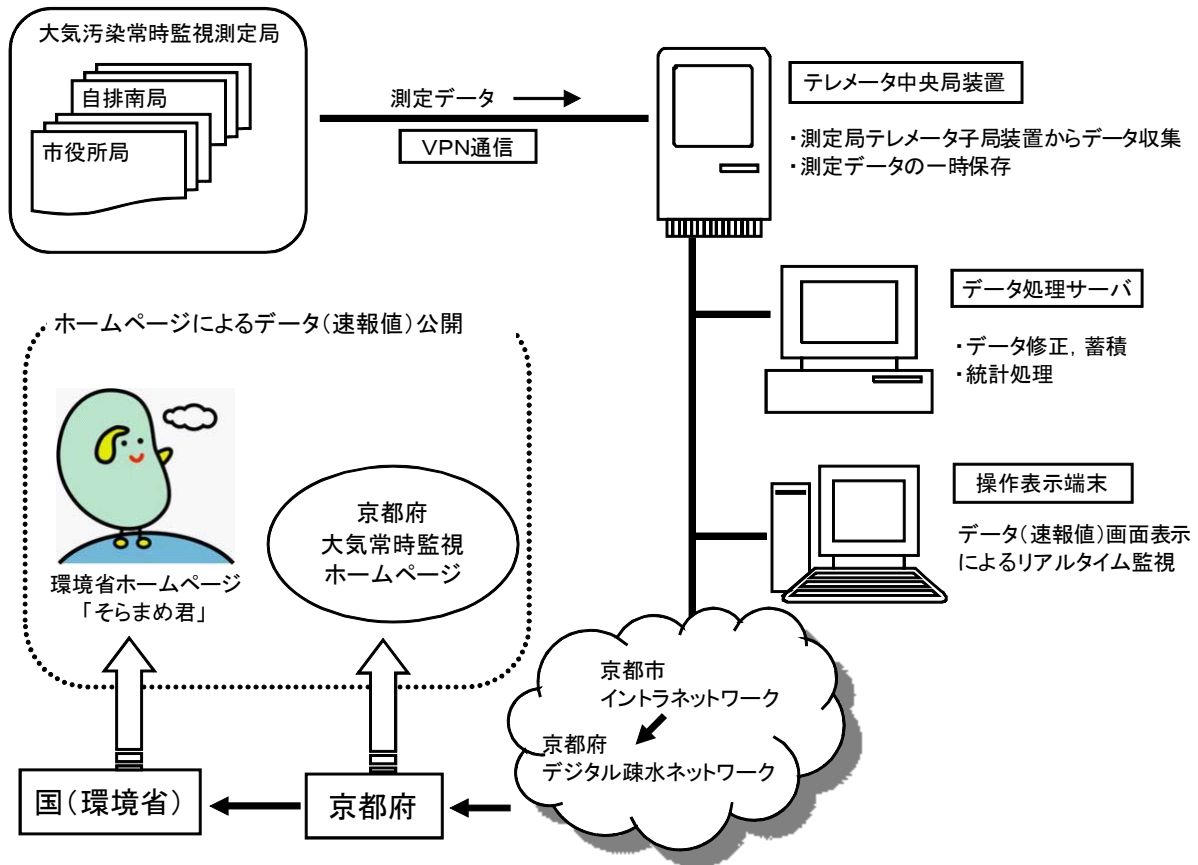 大気汚染常時監視測定局
自排南局
市役所局
測定データ
VPN通信
テレメータ中央局装置
・測定局テレメータ子局装置からデータ収集
・測定データの一時保存
データ処理サーバ
・データ修正,蓄積
・統計処理
操作表示端末
データ(速報値)画面表示
によるリアルタイム監視
ホームページによるデータ(速報値)公開
環境省ホームページ
「そらまめ君」
京都府
大気常時監視
ホームページ
京都市
イントラネットワーク
京都府
デジタル疎水ネットワーク
国(環境省)
京都府